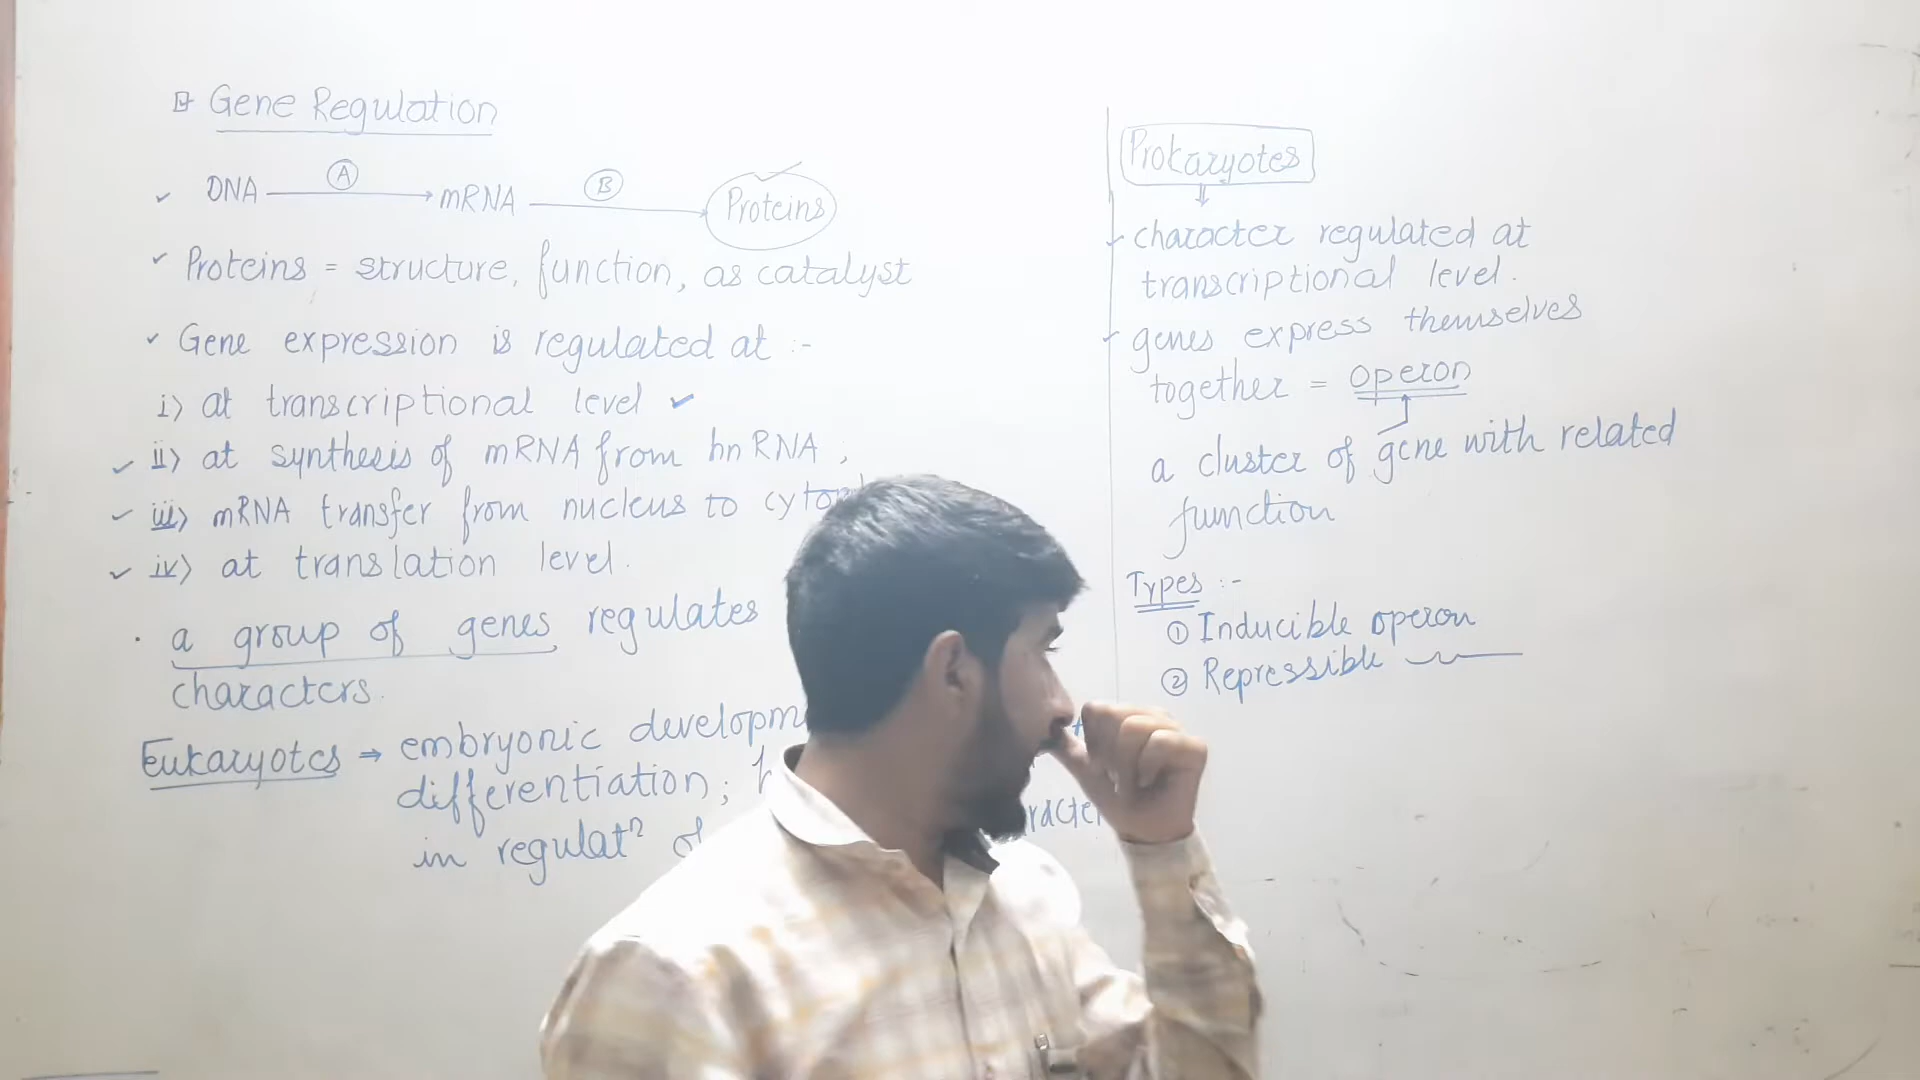 Gene Regulation
DNA A mRNA B Proteins
Proteins = structure, function, as catalyst
Gene expression is regulated at :-
i) at transcriptional level ✓
ii) at synthesis of mRNA from hnRNA ;
iii) mRNA transfer from nucleus to
iv) at translation level.
a group of genes regulates
characters.
Eukaryotes ⇒ embryonic
differentiation;
in regulatⁿ
Prokaryotes
character regulated at
transcriptional level.
genes express themselves
together = operon
a cluster of gene with related
function
Types :-
① Inducible operon
② Repressible